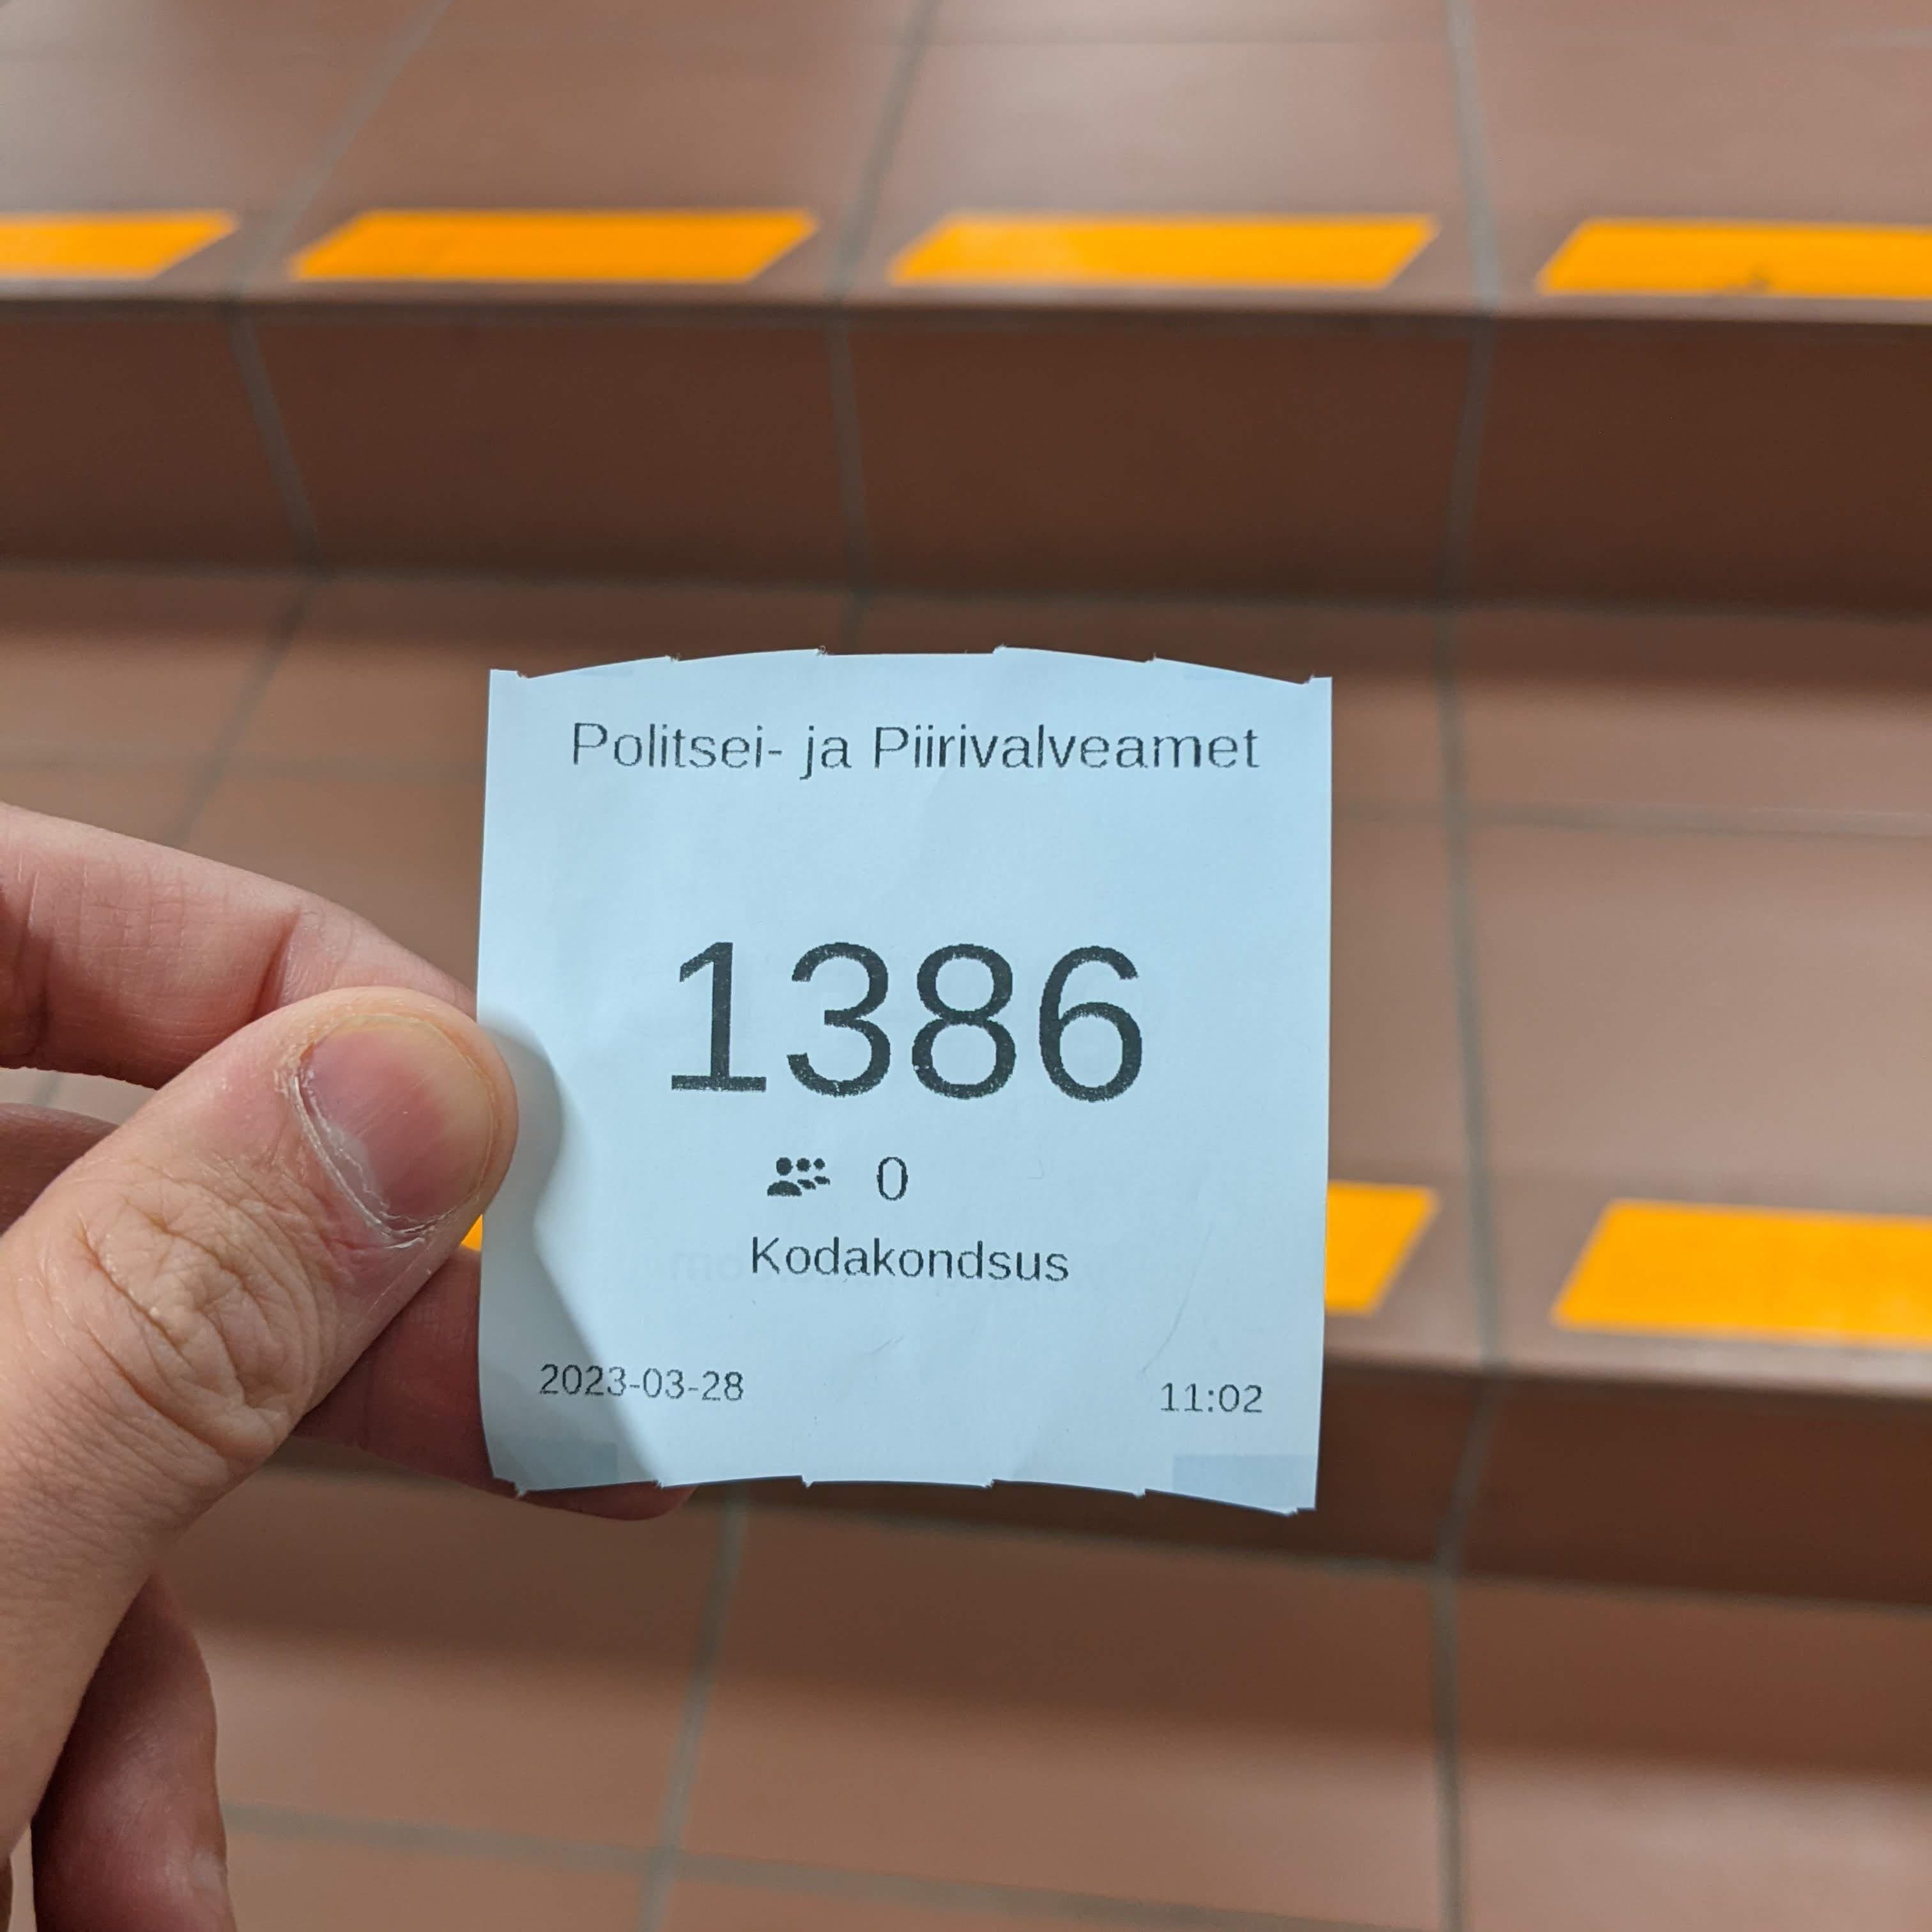 Politsei- ja Piirivalveamet
1386
0
Kodakondsus
2023-03-28 11:02